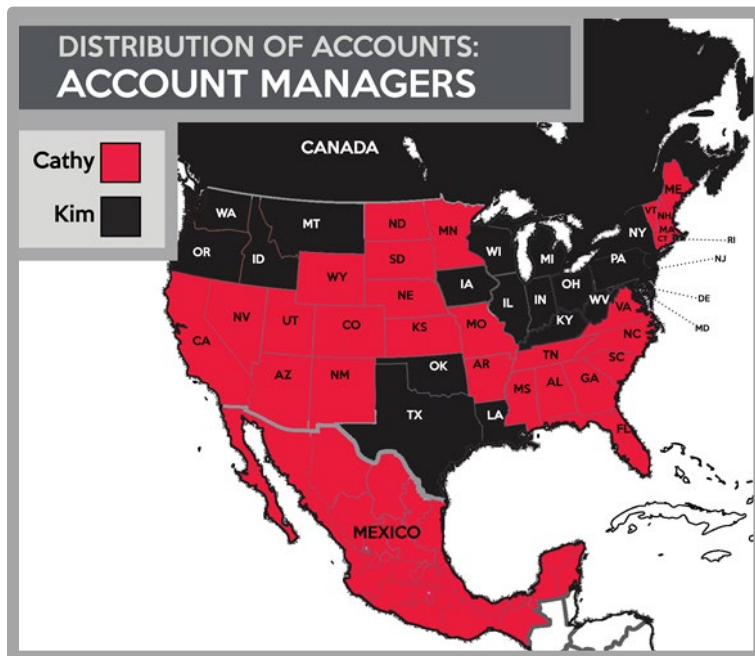 DISTRIBUTION OF ACCOUNTS:
ACCOUNT MANAGERS
Cathy
Kim
CANADA
WA
MT
ND
MN
ME
VT
NH
MA
CT
RI
OR
ID
SD
WI
MI
NY
NJ
WY
IA
PA
DE
NE
IL
IN
OH
WV
MD
NV
UT
CO
KS
MO
KY
VA
CA
AZ
NM
OK
AR
TN
NC
SC
TX
LA
MS
AL
GA
FL
MEXICO